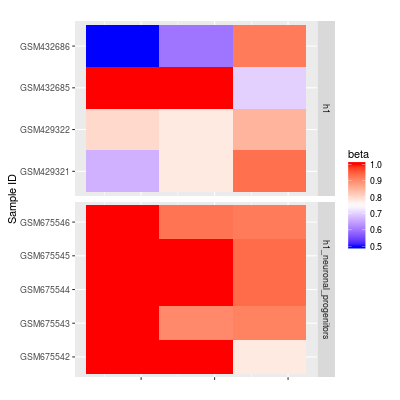 GSM432686
GSM432685
GSM429322
GSM429321
h1
GSM675546
GSM675545
GSM675544
GSM675543
GSM675542
h1_neuronal_progenitors
Sample ID
beta
1.0
0.9
0.8
0.7
0.6
0.5